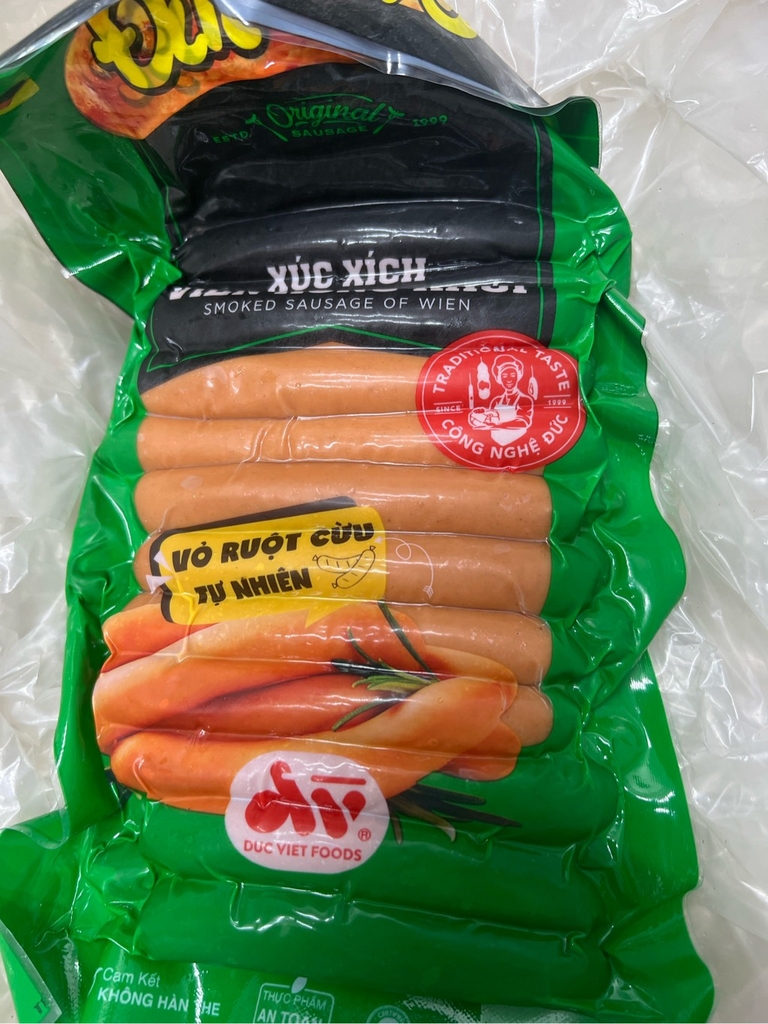 Original
SAUSAGE
ESTD
1999
XÚC XÍCH
SMOKED SAUSAGE OF WIEN
TRADITIONAL TASTE
SINCE 1999
CÔNG NGHỆ ĐỨC
VỎ RUỘT CỪU
TỰ NHIÊN
đv
®
DUC VIET FOODS
Cam Kết
KHÔNG HÀN THE
THỰC PHẨM
AN TOÀN